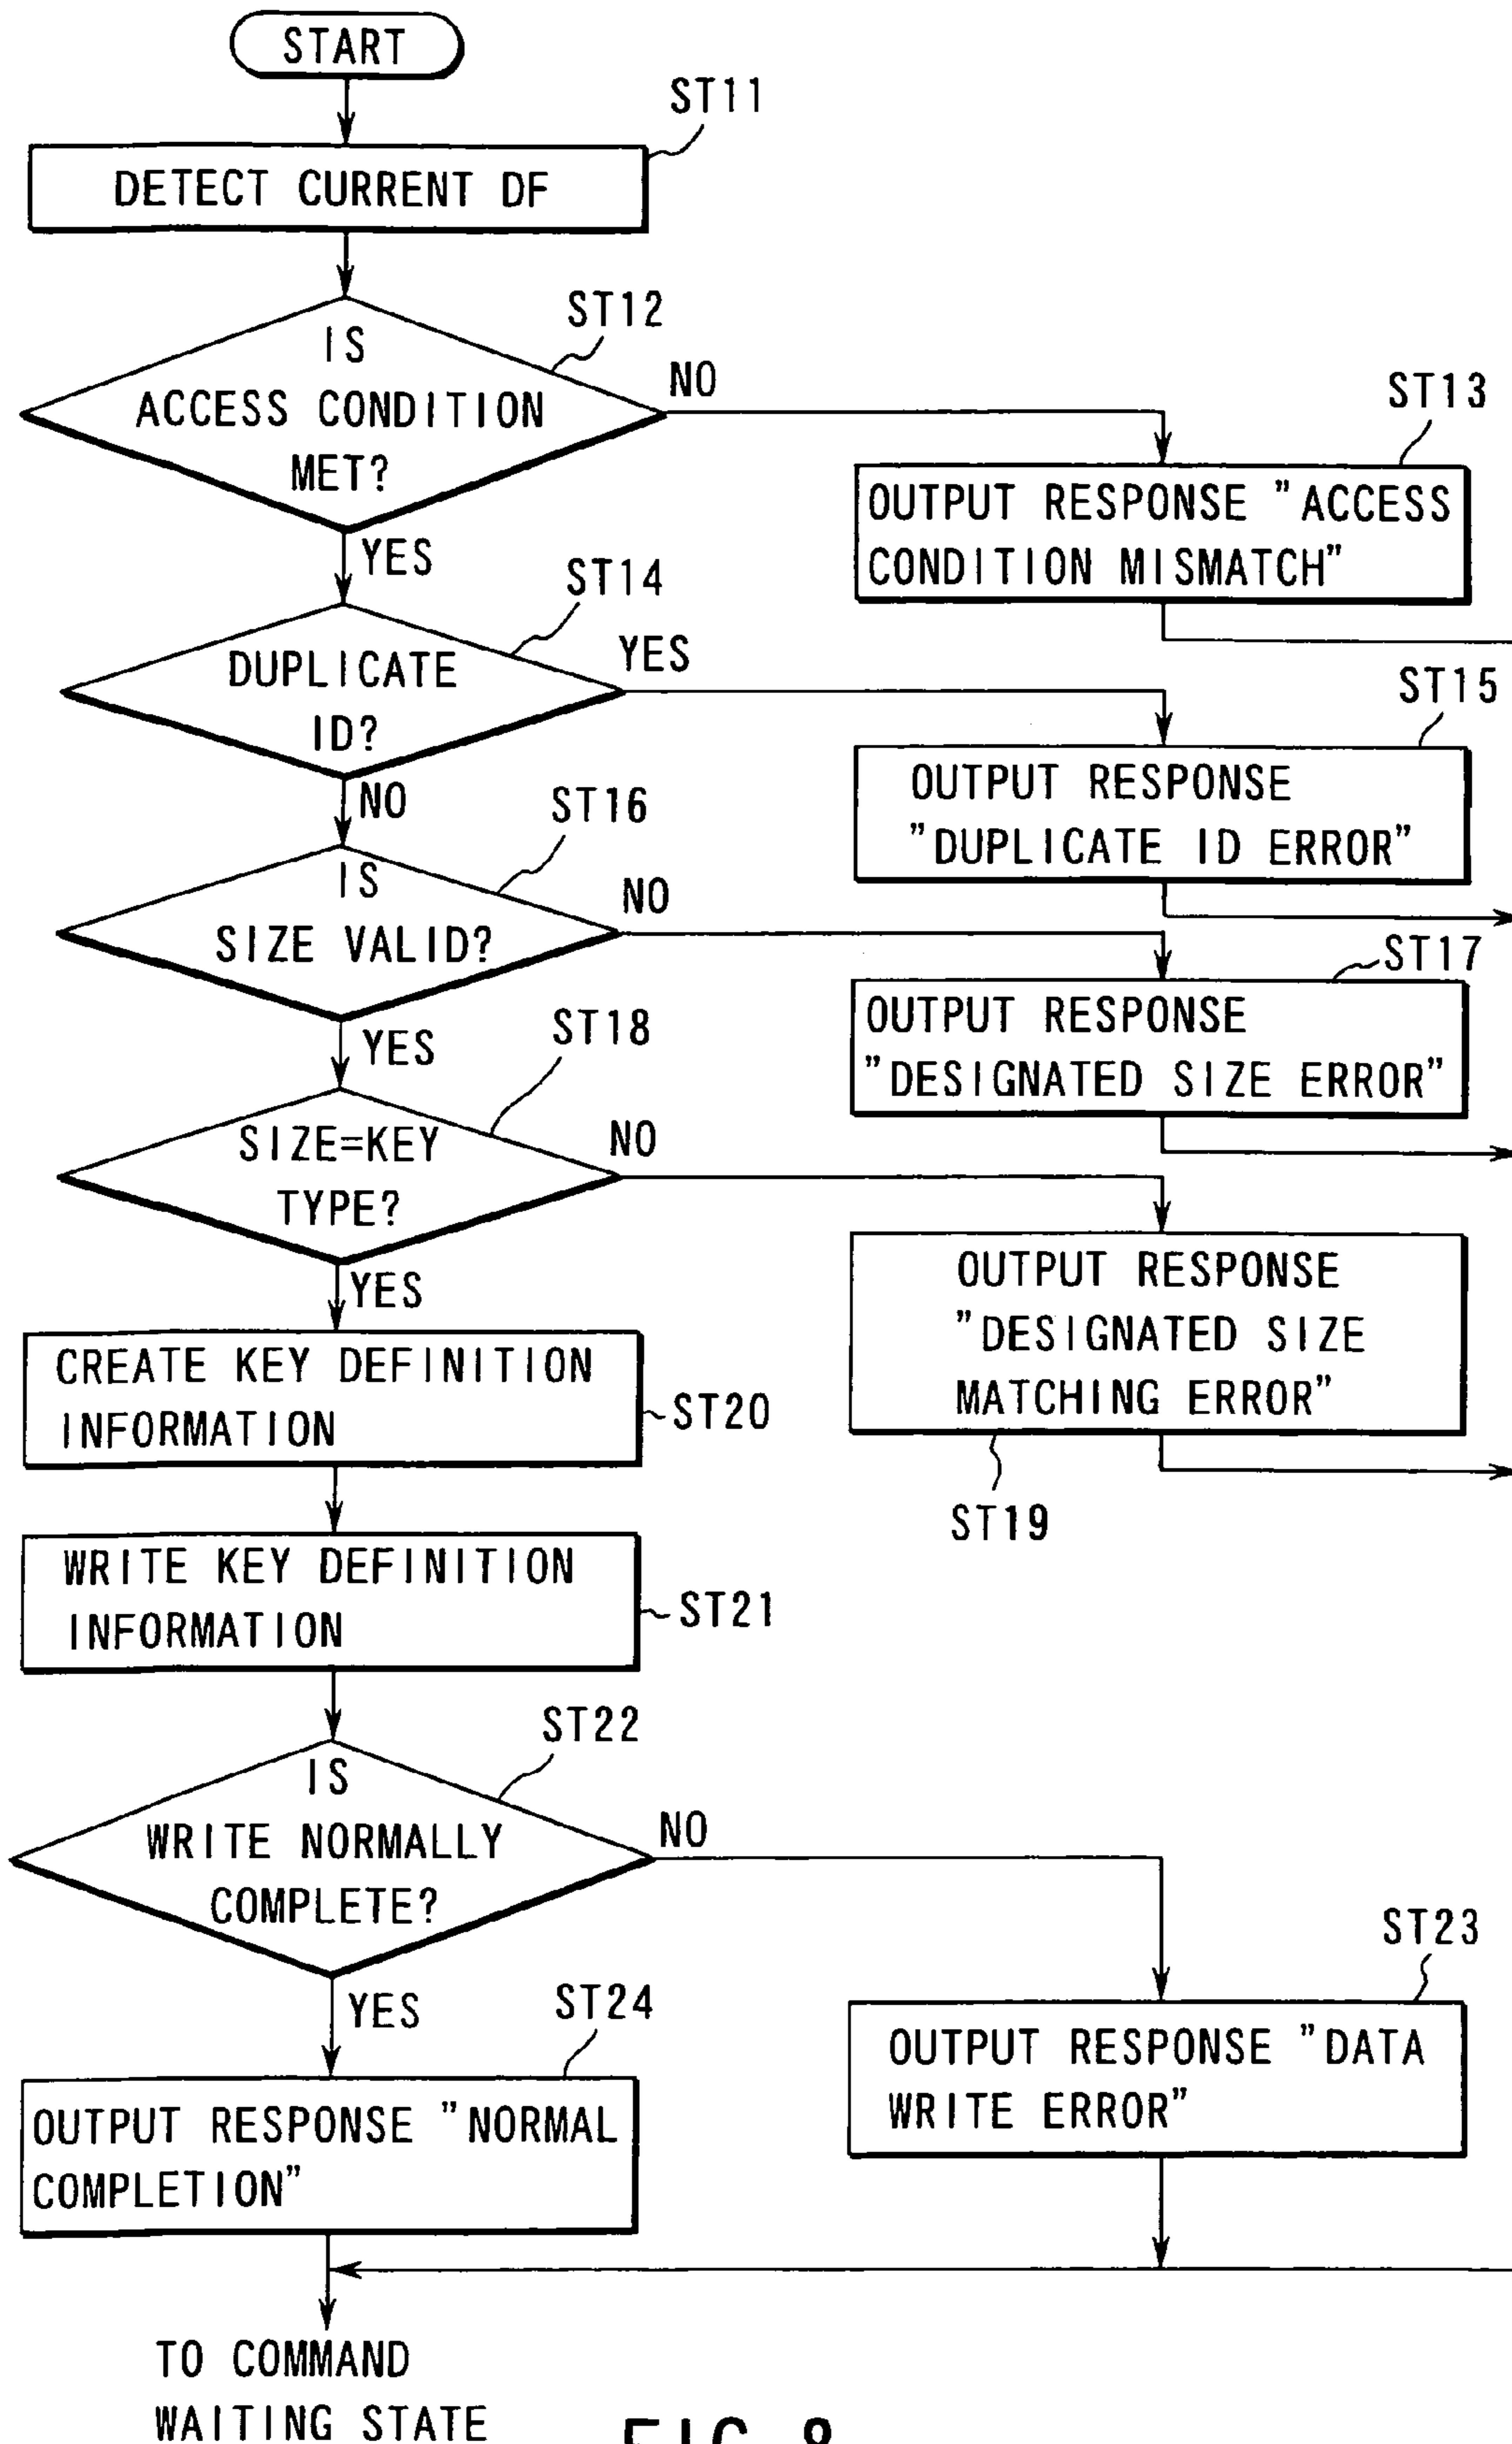 START
ST11
DETECT CURRENT DF
ST12
IS
ACCESS CONDITION
MET?
NO
ST13
OUTPUT RESPONSE "ACCESS
CONDITION MISMATCH"
YES
ST14
DUPLICATE
ID?
YES
ST15
OUTPUT RESPONSE
"DUPLICATE ID ERROR"
NO
ST16
IS
SIZE VALID?
NO
ST17
OUTPUT RESPONSE
"DESIGNATED SIZE ERROR"
YES
ST18
SIZE=KEY
TYPE?
NO
OUTPUT RESPONSE
"DESIGNATED SIZE
MATCHING ERROR"
ST19
YES
CREATE KEY DEFINITION
INFORMATION
ST20
WRITE KEY DEFINITION
INFORMATION
ST21
ST22
IS
WRITE NORMALLY
COMPLETE?
NO
ST23
OUTPUT RESPONSE "DATA
WRITE ERROR"
YES
ST24
OUTPUT RESPONSE "NORMAL
COMPLETION"
TO COMMAND
WAITING STATE
FIG. 8